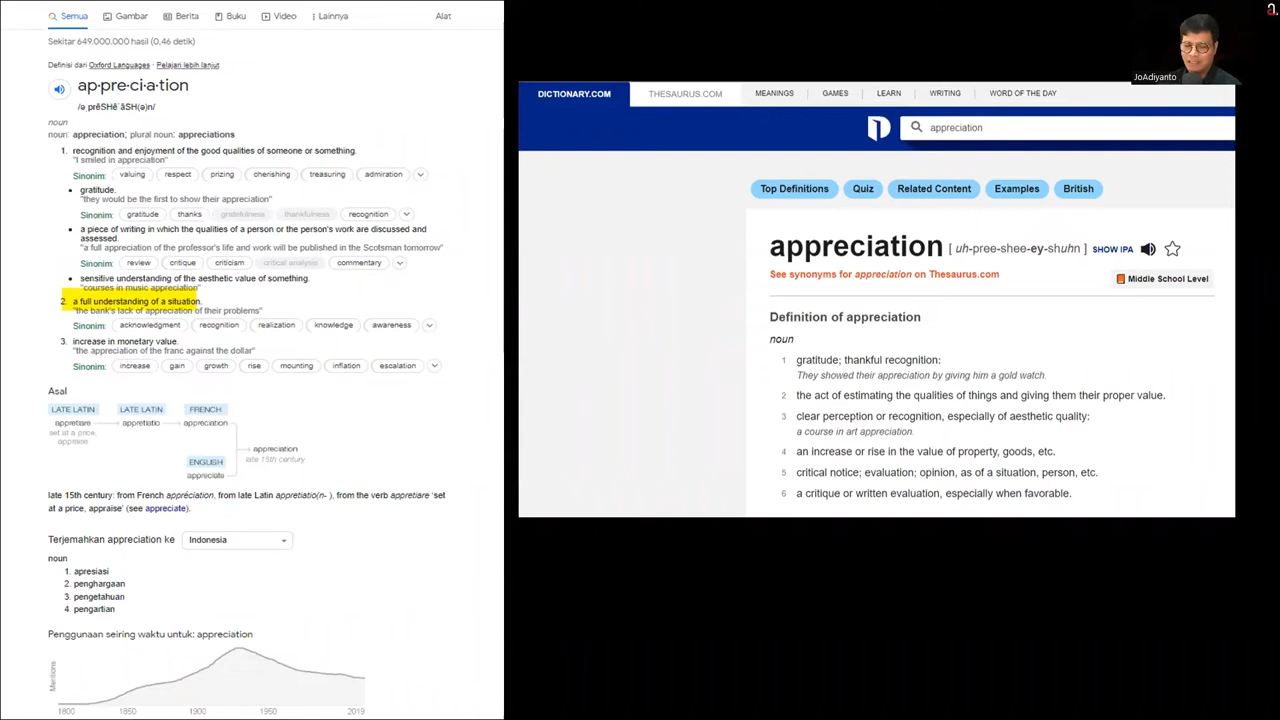 Semua Gambar Berita Buku Video Lainnya Alat
Sekitar 649.000.000 hasil (0,46 detik)
Definisi dari Oxford Languages · Pelajari lebih lanjut
ap·pre·ci·a·tion
/əˌprēSHēˈāSH(ə)n/
noun
noun: appreciation; plural noun: appreciations
1. recognition and enjoyment of the good qualities of someone or something.
"I smiled in appreciation"
Sinonim: valuing respect prizing cherishing treasuring admiration
• gratitude.
"they would be the first to show their appreciation"
Sinonim: gratitude thanks gratefulness thankfulness recognition
• a piece of writing in which the qualities of a person or the person's work are discussed and
assessed.
"a full appreciation of the professor's life and work will be published in the Scotsman tomorrow"
Sinonim: review critique criticism critical analysis commentary
• sensitive understanding of the aesthetic value of something.
"courses in music appreciation"
2. a full understanding of a situation.
"the bank's lack of appreciation of their problems"
Sinonim: acknowledgment recognition realization knowledge awareness
3. increase in monetary value.
"the appreciation of the franc against the dollar"
Sinonim: increase gain growth rise mounting inflation escalation
Asal
LATE LATIN LATE LATIN FRENCH
appretiare appretiatio appréciation
set at a price,
appraise
appreciation
late 15th century
ENGLISH
appreciate
late 15th century: from French appréciation, from late Latin appretiatio(n- ), from the verb appretiare 'set
at a price, appraise' (see appreciate).
Terjemahkan appreciation ke Indonesia
noun
1. apresiasi
2. penghargaan
3. pengetahuan
4. pengartian
Penggunaan seiring waktu untuk: appreciation
Mentions
1800 1850 1900 1950 2019
JoAdiyanto
DICTIONARY.COM THESAURUS.COM MEANINGS GAMES LEARN WRITING WORD OF THE DAY
appreciation
Top Definitions Quiz Related Content Examples British
appreciation [ uh-pree-shee-ey-shuhn ] SHOW IPA
See synonyms for appreciation on Thesaurus.com
Middle School Level
Definition of appreciation
noun
1 gratitude; thankful recognition:
They showed their appreciation by giving him a gold watch.
2 the act of estimating the qualities of things and giving them their proper value.
3 clear perception or recognition, especially of aesthetic quality:
a course in art appreciation.
4 an increase or rise in the value of property, goods, etc.
5 critical notice; evaluation; opinion, as of a situation, person, etc.
6 a critique or written evaluation, especially when favorable.